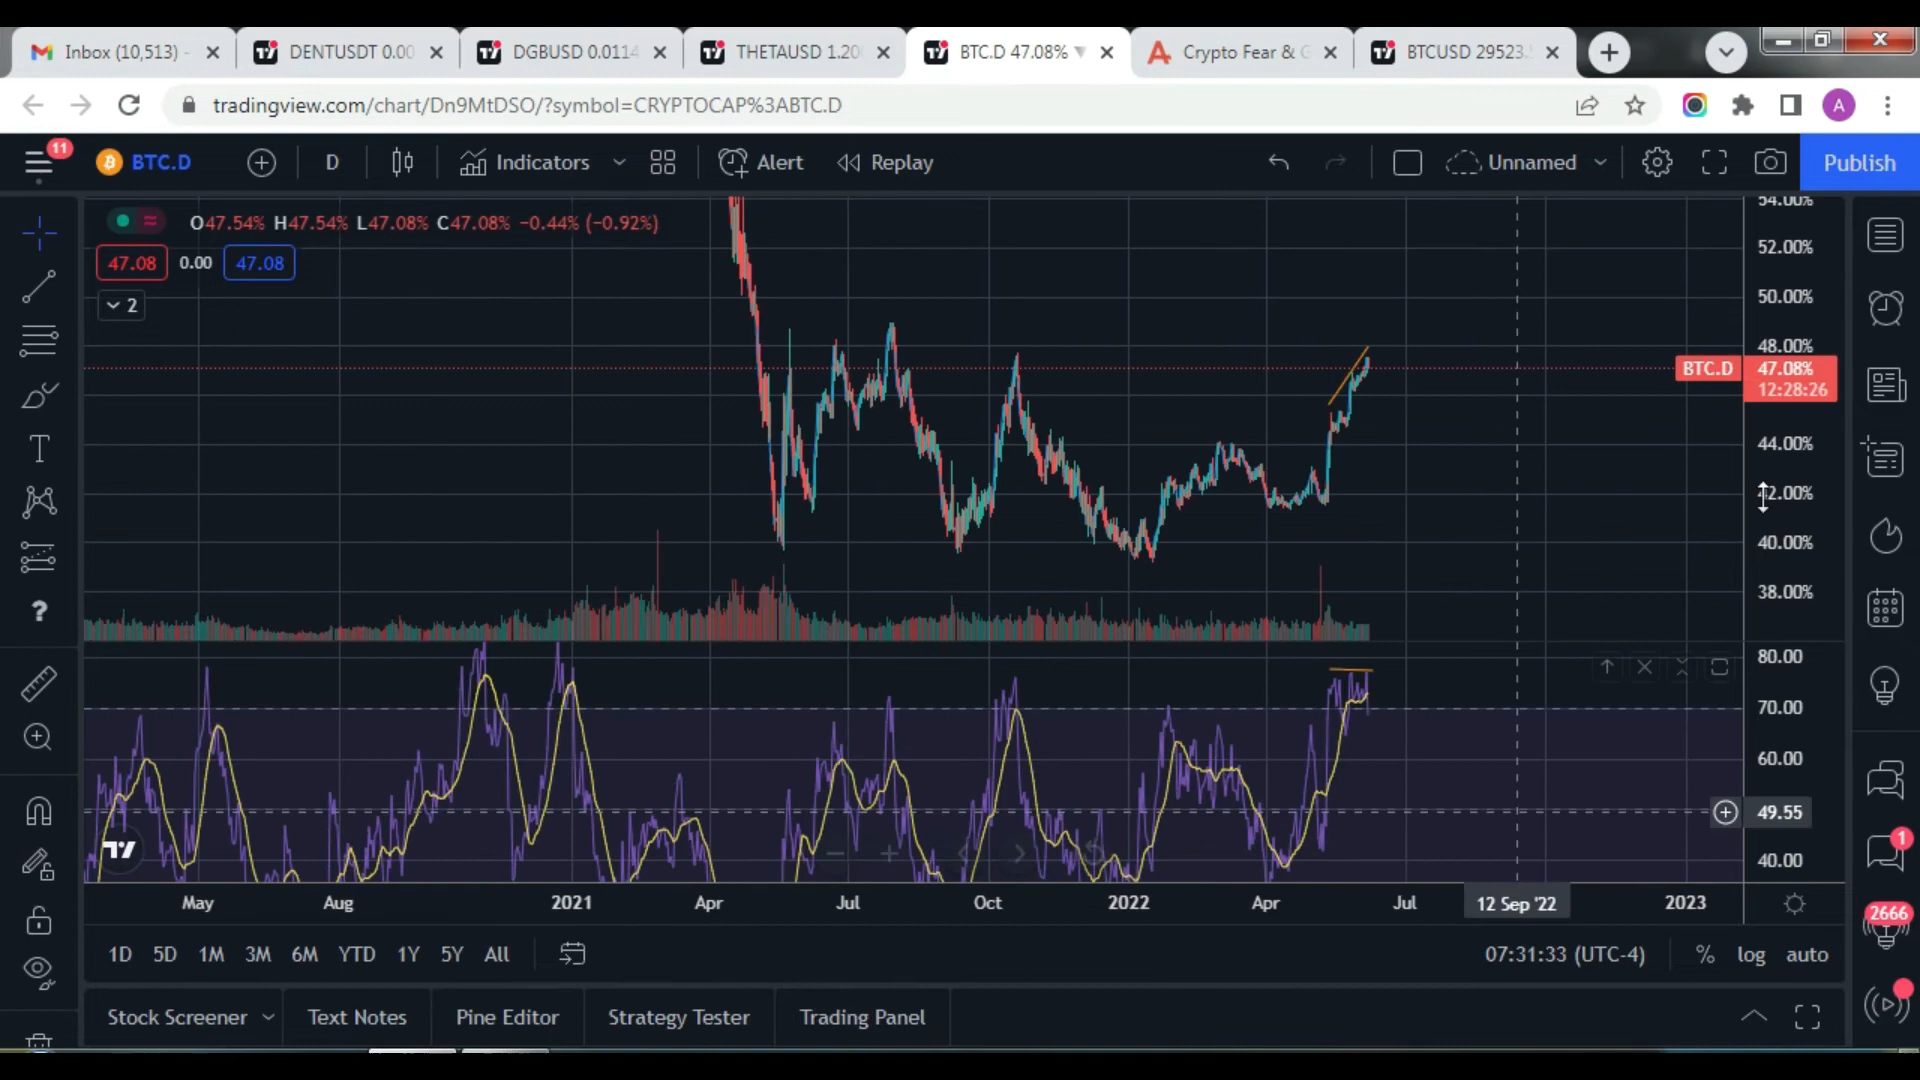 Inbox (10,513) -
DENTUSDT 0.00
DGBUSD 0.0114
THETAUSD 1.20
BTC.D 47.08% ▼
Crypto Fear & G
BTCUSD 29523.
tradingview.com/chart/Dn9MtDSO/?symbol=CRYPTOCAP%3ABTC.D
A
11
BTC.D
D
Indicators
Alert
Replay
Unnamed
Publish
O47.54% H47.54% L47.08% C47.08% −0.44% (−0.92%)
47.08 0.00 47.08
2
54.00%
52.00%
50.00%
48.00%
BTC.D 47.08%
12:28:26
44.00%
42.00%
40.00%
38.00%
80.00
70.00
60.00
49.55
40.00
May Aug 2021 Apr Jul Oct 2022 Apr Jul 12 Sep '22 2023
1D 5D 1M 3M 6M YTD 1Y 5Y All
07:31:33 (UTC-4) % log auto
Stock Screener Text Notes Pine Editor Strategy Tester Trading Panel
1
2666